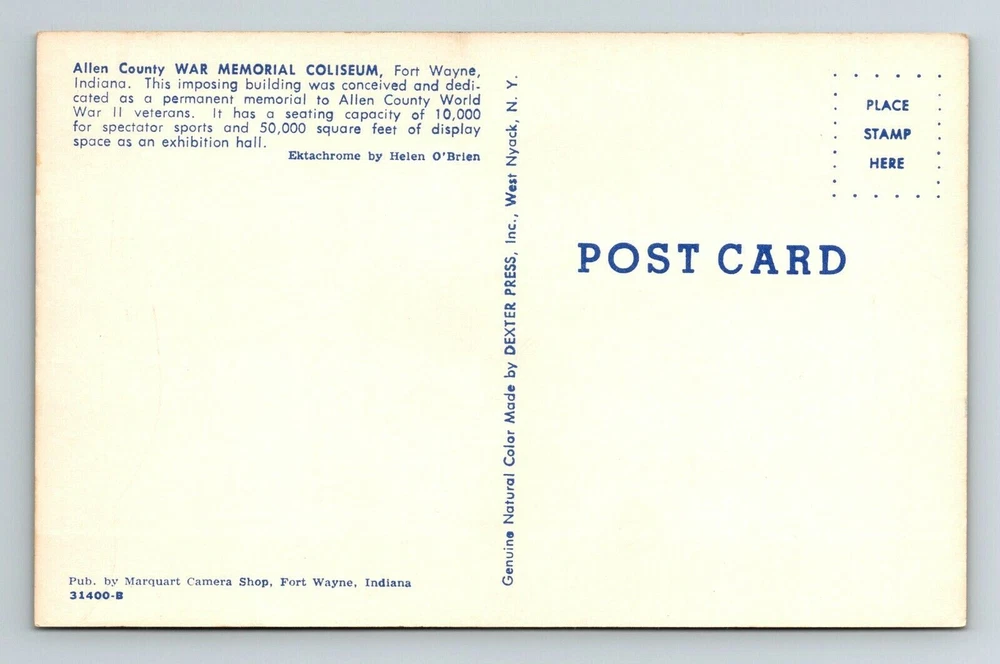 Allen County WAR MEMORIAL COLISEUM, Fort Wayne,
Indiana. This imposing building was conceived and dedi-
cated as a permanent memorial to Allen County World
War II veterans. It has a seating capacity of 10,000
for spectator sports and 50,000 square feet of display
space as an exhibition hall.
Ektachrome by Helen O'Brien
Pub. by Marquart Camera Shop, Fort Wayne, Indiana
31400-B
Genuine Natural Color Made by DEXTER PRESS, Inc., West Nyack, N. Y.
PLACE
STAMP
HERE
POST CARD